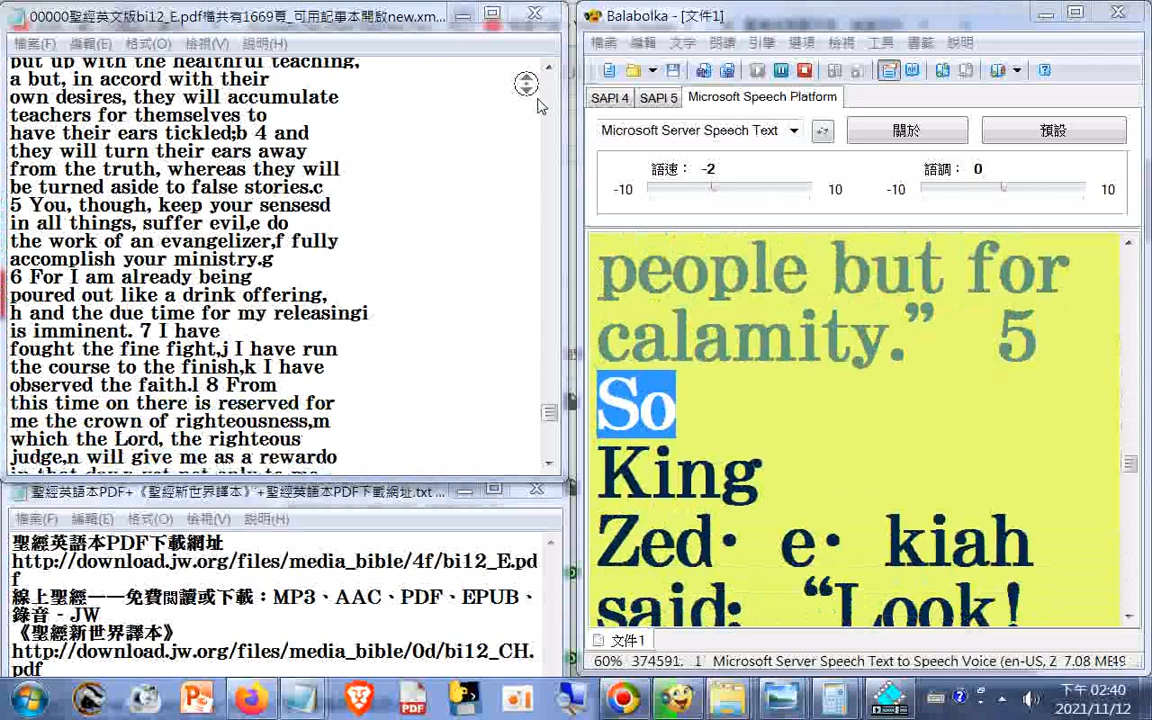 00000聖經英文版bi12_E.pdf檔共有1669頁_可用記事本開啟new.xm...
檔案(F) 編輯(E) 格式(O) 檢視(V) 說明(H)
put up with the healthful teaching,
a but, in accord with their
own desires, they will accumulate
teachers for themselves to
have their ears tickled;b 4 and
they will turn their ears away
from the truth, whereas they will
be turned aside to false stories.c
5 You, though, keep your sensesd
in all things, suffer evil,e do
the work of an evangelizer,f fully
accomplish your ministry.g
6 For I am already being
poured out like a drink offering,
h and the due time for my releasingi
is imminent. 7 I have
fought the fine fight,j I have run
the course to the finish,k I have
observed the faith.l 8 From
this time on there is reserved for
me the crown of righteousness,m
which the Lord, the righteous
judge,n will give me as a rewardo
聖經英語本PDF+《聖經新世界譯本》+聖經英語本PDF下載網址.txt ...
檔案(F) 編輯(E) 格式(O) 檢視(V) 說明(H)
聖經英語本PDF下載網址
http://download.jw.org/files/media_bible/4f/bi12_E.pd
f
線上聖經——免費閱讀或下載：MP3、AAC、PDF、EPUB、
錄音 - JW
《聖經新世界譯本》
http://download.jw.org/files/media_bible/0d/bi12_CH.
pdf
Balabolka - [文件1]
檔案 編輯 文字 朗讀 引擎 選項 檢視 工具 書籤 說明
SAPI 4 SAPI 5 Microsoft Speech Platform
Microsoft Server Speech Text 關於 預設
語速： -2 語調： 0
-10 10 -10 10
people but for
calamity.” 5
So
King
Zed· e· kiah
said: “Look!
文件1
60% 374591, 1 Microsoft Server Speech Text to Speech Voice (en-US, Z 7.08 ME
下午 02:40
2021/11/12